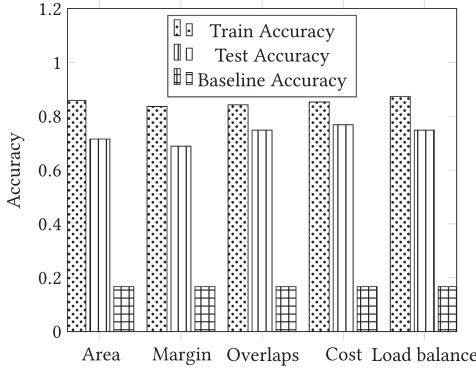 1.2
1
0.8
0.6
0.4
0.2
0
Accuracy
Train Accuracy
Test Accuracy
Baseline Accuracy
Area Margin Overlaps Cost Load balance